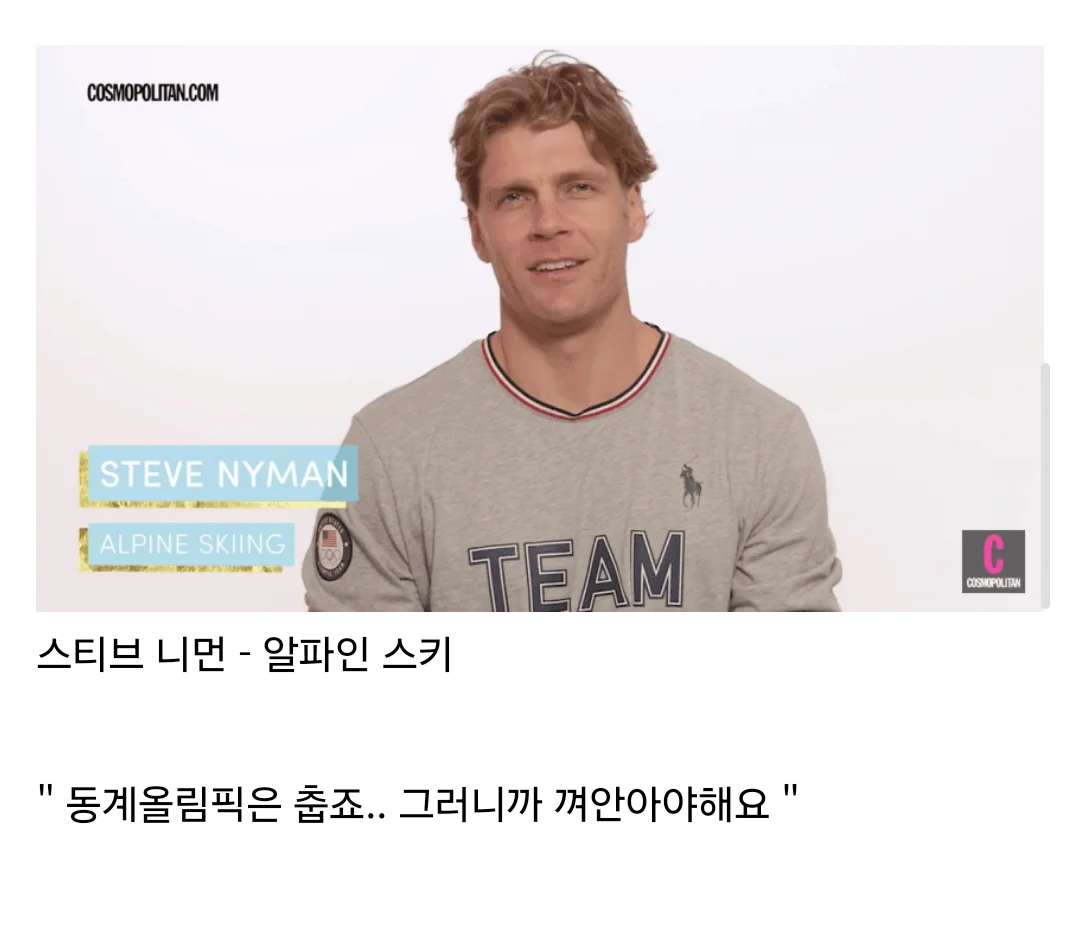 COSMOPOLITAN.COM
STEVE NYMAN
ALPINE SKIING
TEAM
C
COSMOPOLITAN
스티브 니먼 - 알파인 스키
" 동계올림픽은 춥죠.. 그러니까 껴안아야해요 "